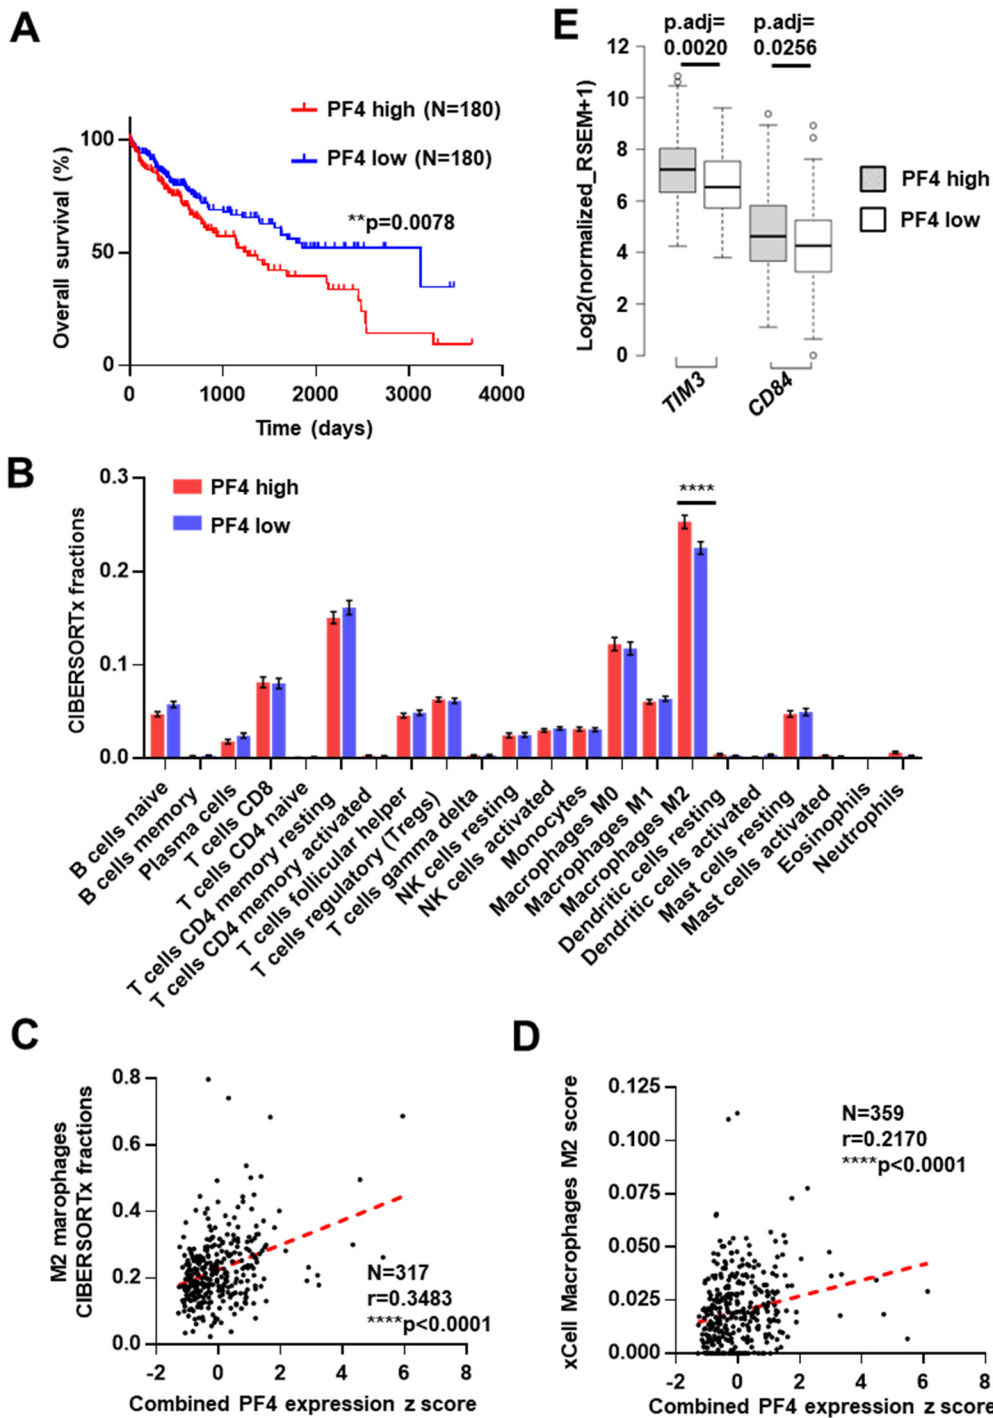 A
PF4 high (N=180)
PF4 low (N=180)
**p=0.0078
Overall survival (%)
100
50
0
0 1000 2000 3000 4000
Time (days)
E
p.adj= p.adj=
0.0020 0.0256
Log2(normalized_RSEM+1)
12
10
8
6
4
2
0
TIM3 CD84
PF4 high
PF4 low
B
PF4 high
PF4 low
****
CIBERSORTx fractions
0.3
0.2
0.1
0.0
B cells naive
B cells memory
Plasma cells
T cells CD8
T cells CD4 naive
T cells CD4 memory resting
T cells CD4 memory activated
T cells follicular helper
T cells regulatory (Tregs)
T cells gamma delta
NK cells resting
NK cells activated
Monocytes
Macrophages M0
Macrophages M1
Macrophages M2
Dendritic cells resting
Dendritic cells activated
Mast cells resting
Mast cells activated
Eosinophils
Neutrophils
C
M2 marophages
CIBERSORTx fractions
0.8
0.6
0.4
0.2
0.0
N=317
r=0.3483
****p<0.0001
-2 0 2 4 6 8
Combined PF4 expression z score
D
xCell Macrophages M2 score
0.125
0.100
0.075
0.050
0.025
0.000
N=359
r=0.2170
****p<0.0001
-2 0 2 4 6 8
Combined PF4 expression z score